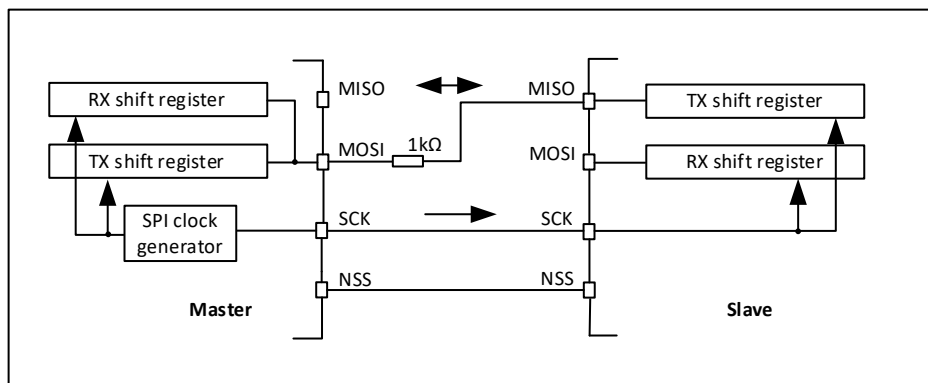 RX shift register
MISO
MISO
TX shift register
TX shift register
MOSI
1kΩ
MOSI
RX shift register
SPI clock
generator
SCK
SCK
NSS
NSS
Master
Slave